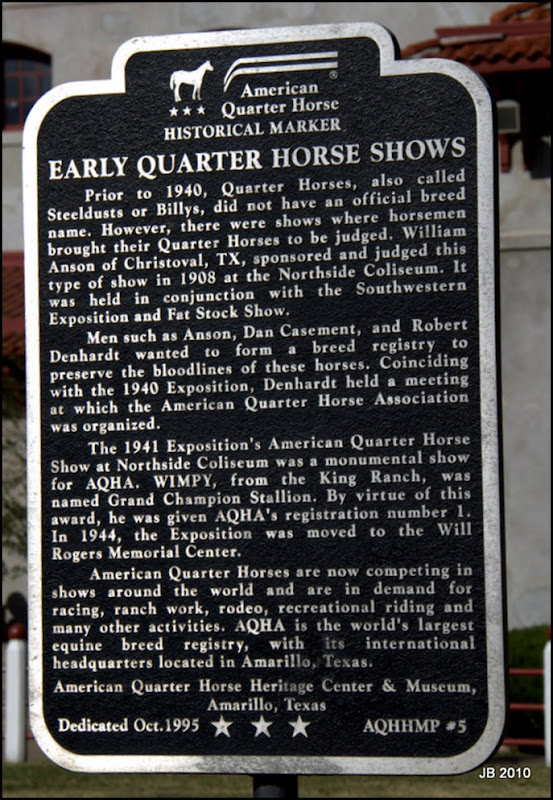 JB 2010
American
Quarter Horse
®
HISTORICAL MARKER
EARLY QUARTER HORSE SHOWS
Prior to 1940, Quarter Horses, also called
Steeldusts or Billys, did not have an official breed
name. However, there were shows where horsemen
brought their Quarter Horses to be judged. William
Anson of Christoval, TX, sponsored and judged this
type of show in 1908 at the Northside Coliseum. It
was held in conjunction with the Southwestern
Exposition and Fat Stock Show.
Men such as Anson, Dan Casement, and Robert
Denhardt wanted to form a breed registry to
preserve the bloodlines of these horses. Coinciding
with the 1940 Exposition, Denhardt held a meeting
at which the American Quarter Horse Association
was organized.
The 1941 Exposition's American Quarter Horse
Show at Northside Coliseum was a monumental show
for AQHA. WIMPY, from the King Ranch, was
named Grand Champion Stallion. By virtue of this
award, he was given AQHA's registration number 1.
In 1944, the Exposition was moved to the Will
Rogers Memorial Center.
American Quarter Horses are now competing in
shows around the world and are in demand for
racing, ranch work, rodeo, recreational riding and
many other activities. AQHA is the world's largest
equine breed registry, with its international
headquarters located in Amarillo, Texas.
American Quarter Horse Heritage Center & Museum,
Amarillo, Texas
Dedicated Oct.1995 AQHHMP #5
JB 2010